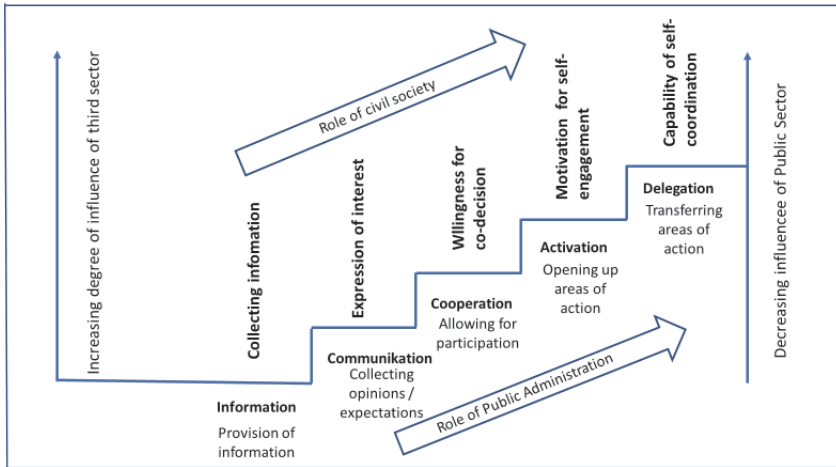 Increasing degree of influence of third sector
Role of civil society
Collecting infomation
Expression of interest
Wllingness for
co-decision
Motivation for self-
engagement
Capability of self-
coordination
Information
Provision of
information
Communikation
Collecting
opinions /
expectations
Cooperation
Allowing for
participation
Activation
Opening up
areas of
action
Delegation
Transferring
areas of
action
Role of Public Administration
Decreasing influencee of Public Sector